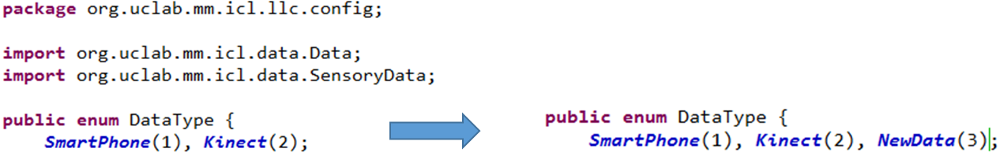 package org.uclab.mm.icl.llc.config;
import org.uclab.mm.icl.data.Data;
import org.uclab.mm.icl.data.SensoryData;
public enum DataType {
SmartPhone(1), Kinect(2);
public enum DataType {
SmartPhone(1), Kinect(2), NewData(3);